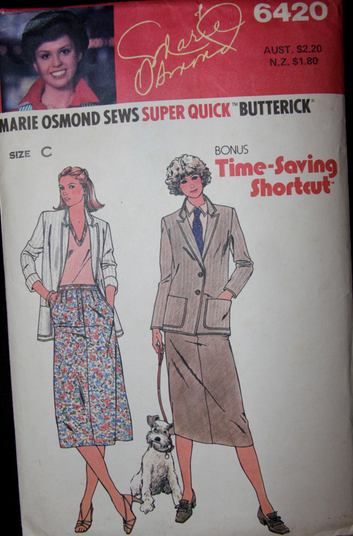 6420
Marie
Osmond
AUST. $2.20
N.Z. $1.80
MARIE OSMOND SEWS SUPER QUICK™ BUTTERICK®
SIZE C
BONUS
Time-Saving
Shortcut™